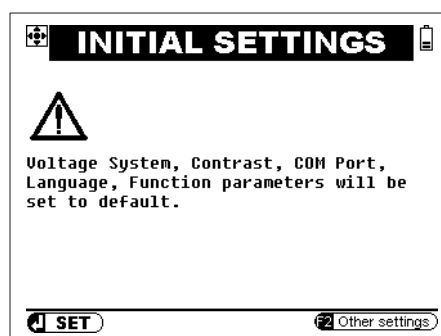 INITIAL SETTINGS
Voltage System, Contrast, COM Port,
Language, Function parameters will be
set to default.
SET
F2 Other settings